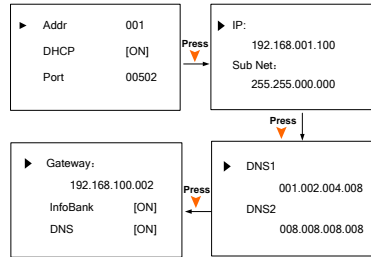 Addr 001
DHCP [ON]
Port 00502
Press
IP:
192.168.001.100
Sub Net:
255.255.000.000
Press
DNS1
001.002.004.008
DNS2
008.008.008.008
Press
Gateway：
192.168.100.002
InfoBank [ON]
DNS [ON]